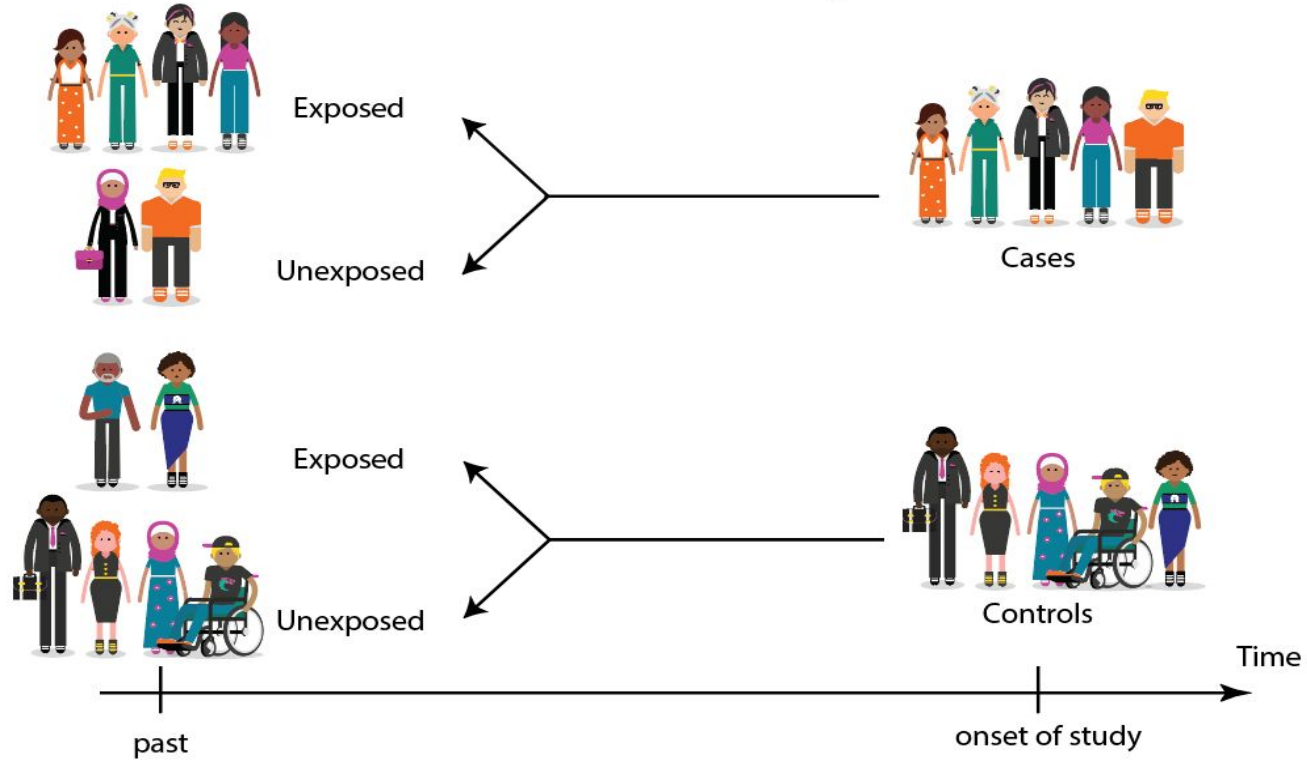 Exposed
Unexposed
Cases
Exposed
Unexposed
Controls
Time
past
onset of study